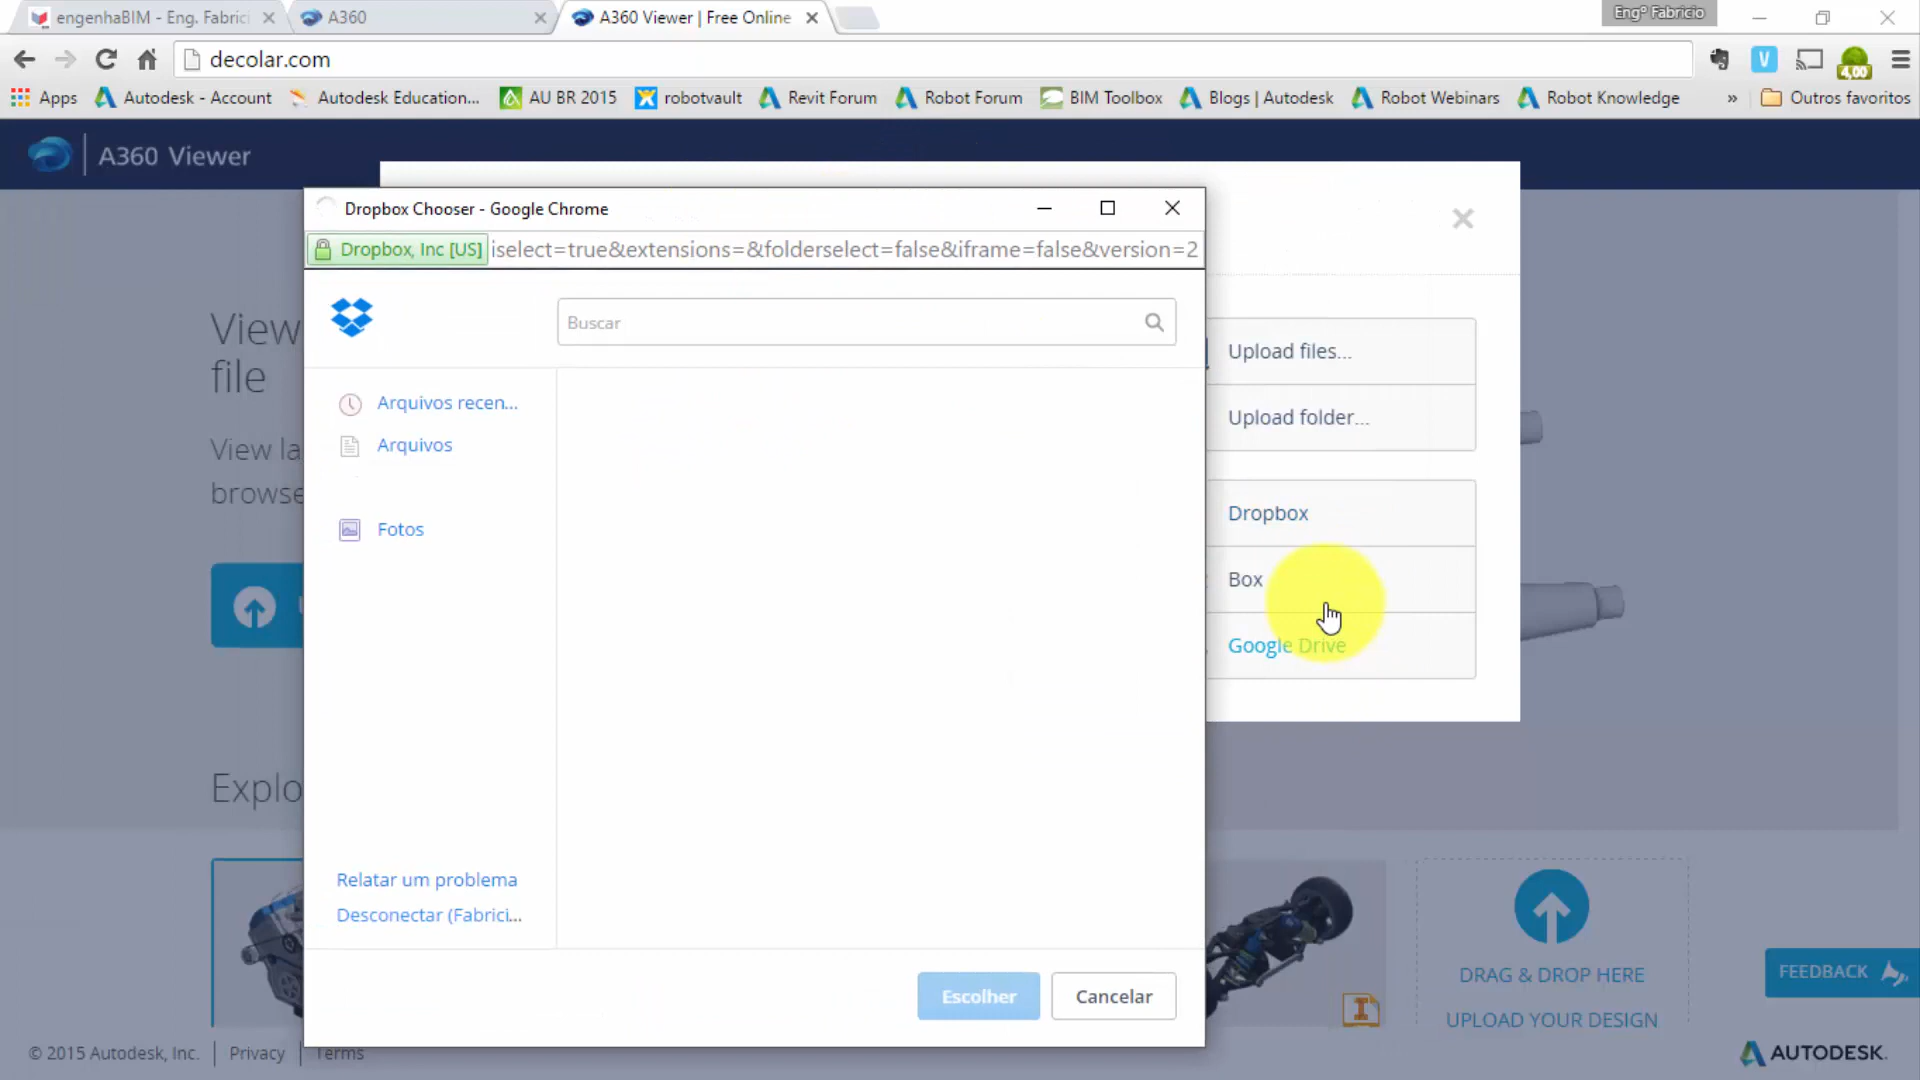 engenhaBIM - Eng. Fabrici
A360
A360 Viewer | Free Online
Engº Fabricio
decolar.com
V
4,00
Apps
Autodesk - Account
Autodesk Education...
AU BR 2015
robotvault
Revit Forum
Robot Forum
BIM Toolbox
Blogs | Autodesk
Robot Webinars
Robot Knowledge
»
Outros favoritos
A360 Viewer
Dropbox Chooser - Google Chrome
Dropbox, Inc [US]
iselect=true&extensions=&folderselect=false&iframe=false&version=2
Buscar
Arquivos recen...
Arquivos
Fotos
Relatar um problema
Desconectar (Fabrici...
Escolher
Cancelar
Upload files...
Upload folder...
Dropbox
Box
Google Drive
View
file
View la
browse
Explo
I
DRAG & DROP HERE
UPLOAD YOUR DESIGN
FEEDBACK
© 2015 Autodesk, Inc.
Privacy
Terms
AUTODESK.